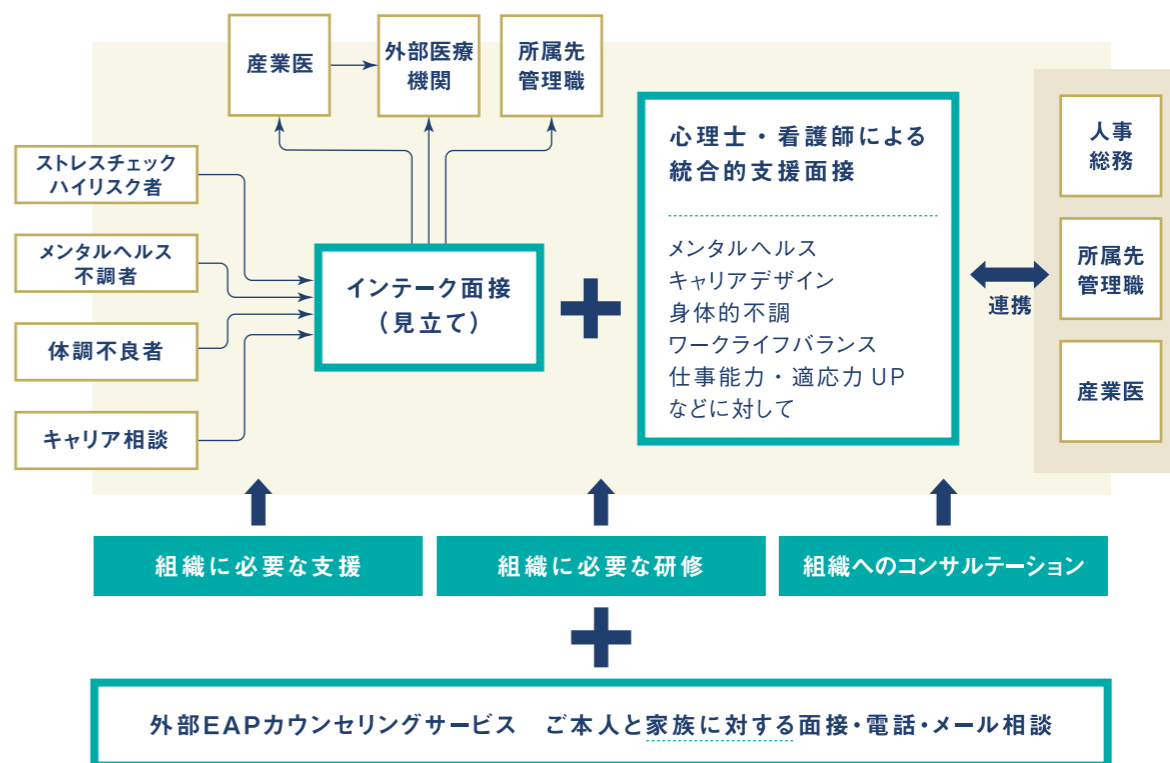 産業医
外部医療
機関
所属先
管理職
ストレスチェック
ハイリスク者
メンタルヘルス
不調者
体調不良者
キャリア相談
インテーク面接
（見立て）
心理士・看護師による
統合的支援面接
メンタルヘルス
キャリアデザイン
身体的不調
ワークライフバランス
仕事能力・適応力 UP
などに対して
連携
人事
総務
所属先
管理職
産業医
組織に必要な支援
組織に必要な研修
組織へのコンサルテーション
外部EAPカウンセリングサービス　ご本人と家族に対する面接・電話・メール相談